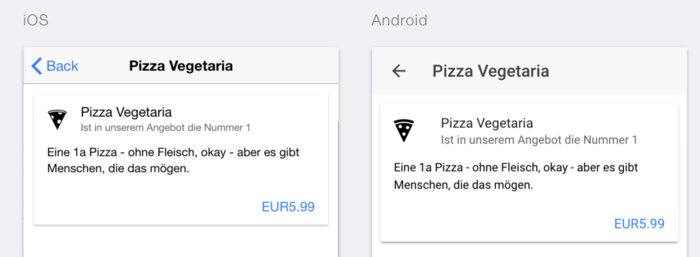 iOS
Back
Pizza Vegetaria
Pizza Vegetaria
Ist in unserem Angebot die Nummer 1
Eine 1a Pizza - ohne Fleisch, okay - aber es gibt
Menschen, die das mögen.
EUR5.99
Android
Pizza Vegetaria
Pizza Vegetaria
Ist in unserem Angebot die Nummer 1
Eine 1a Pizza - ohne Fleisch, okay - aber es gibt
Menschen, die das mögen.
EUR5.99